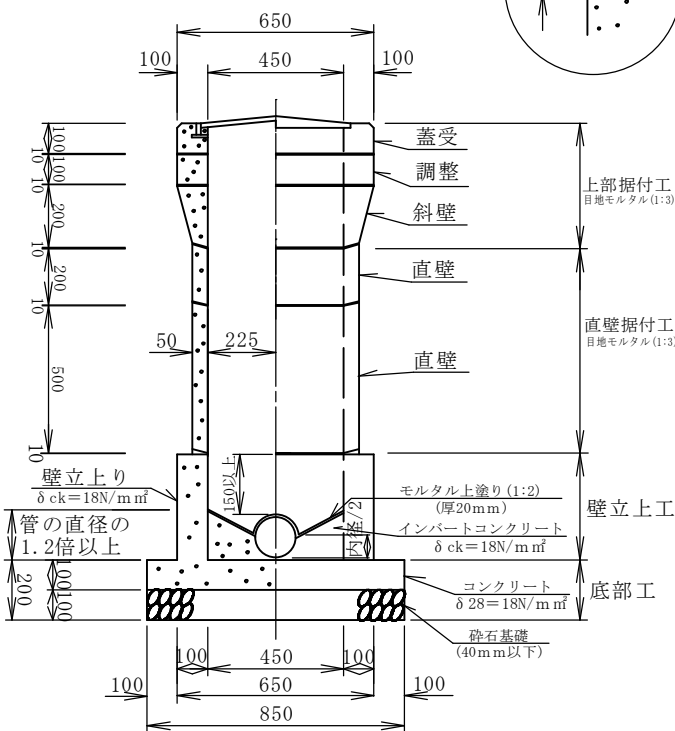 650
100
450
100
蓋受
調整
斜壁
直壁
直壁
上部据付工
目地モルタル(1:3)
直壁据付工
目地モルタル(1:3)
100
10
100
10
200
10
200
10
500
10
50
225
壁立上り
δck=18N/mm²
管の直径の
1.2倍以上
150以上
モルタル上塗り(1:2)
(厚20mm)
内径/2
インバートコンクリート
δck=18N/mm²
壁立上工
200
100
100
コンクリート
δ28=18N/mm²
底部工
砕石基礎
(40mm以下)
100
450
100
100
650
100
850